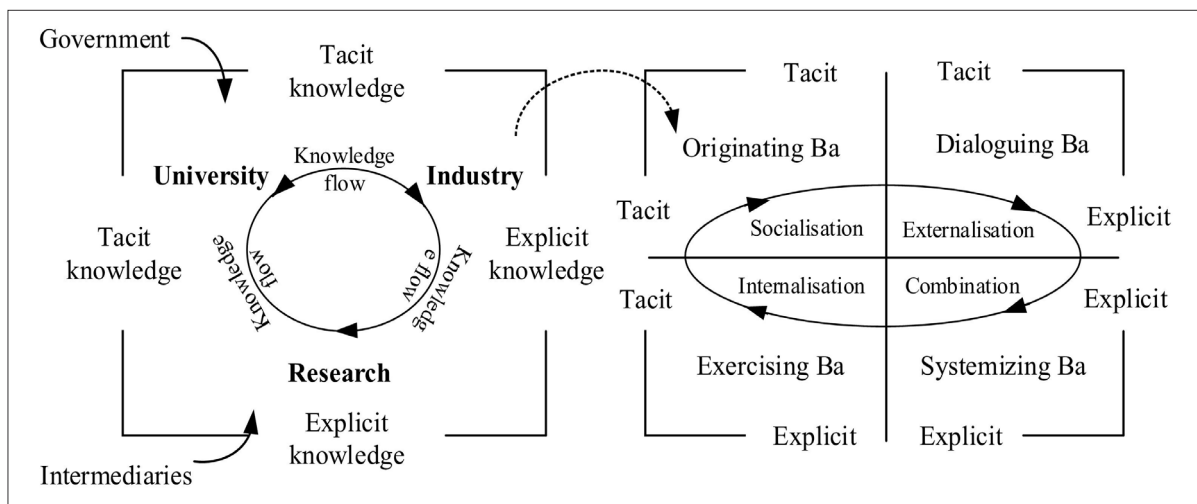 Government
Tacit
knowledge
University
Knowledge
flow
Industry
Tacit
knowledge
Knowledge
flow
Knowledg
e flow
Explicit
knowledge
Research
Explicit
knowledge
Intermediaries
Tacit
Tacit
Originating Ba
Dialoguing Ba
Tacit
Socialisation
Externalisation
Explicit
Tacit
Internalisation
Combination
Explicit
Exercising Ba
Systemizing Ba
Explicit
Explicit